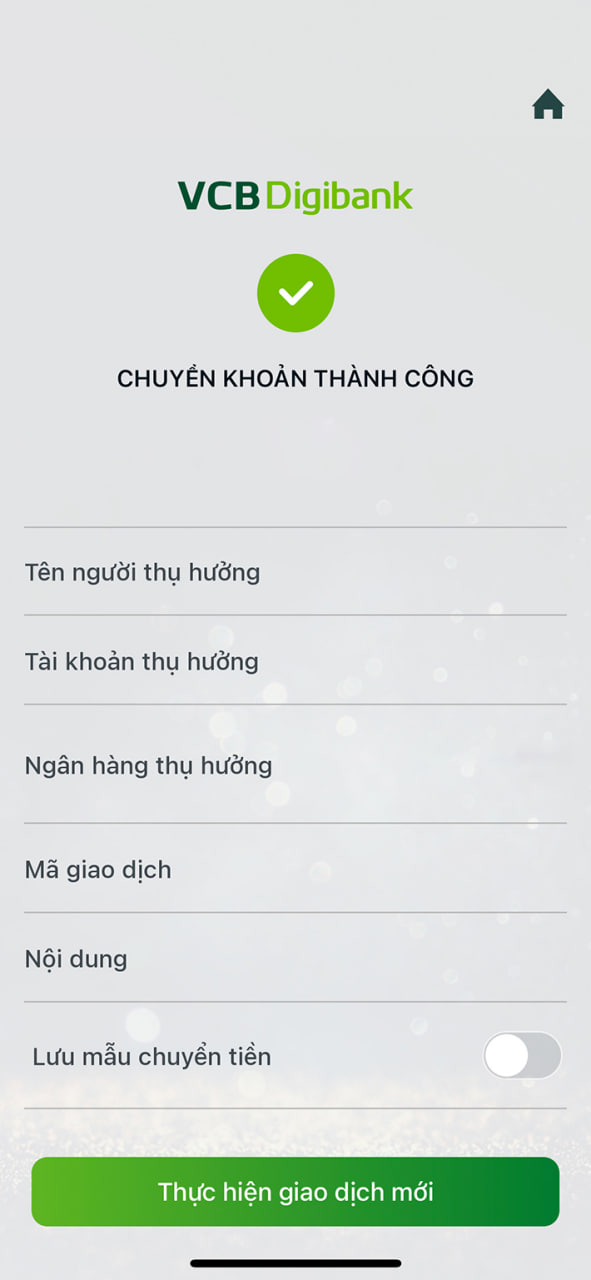 VCB Digibank
CHUYỂN KHOẢN THÀNH CÔNG
Tên người thụ hưởng
Tài khoản thụ hưởng
Ngân hàng thụ hưởng
Mã giao dịch
Nội dung
Lưu mẫu chuyển tiền
Thực hiện giao dịch mới